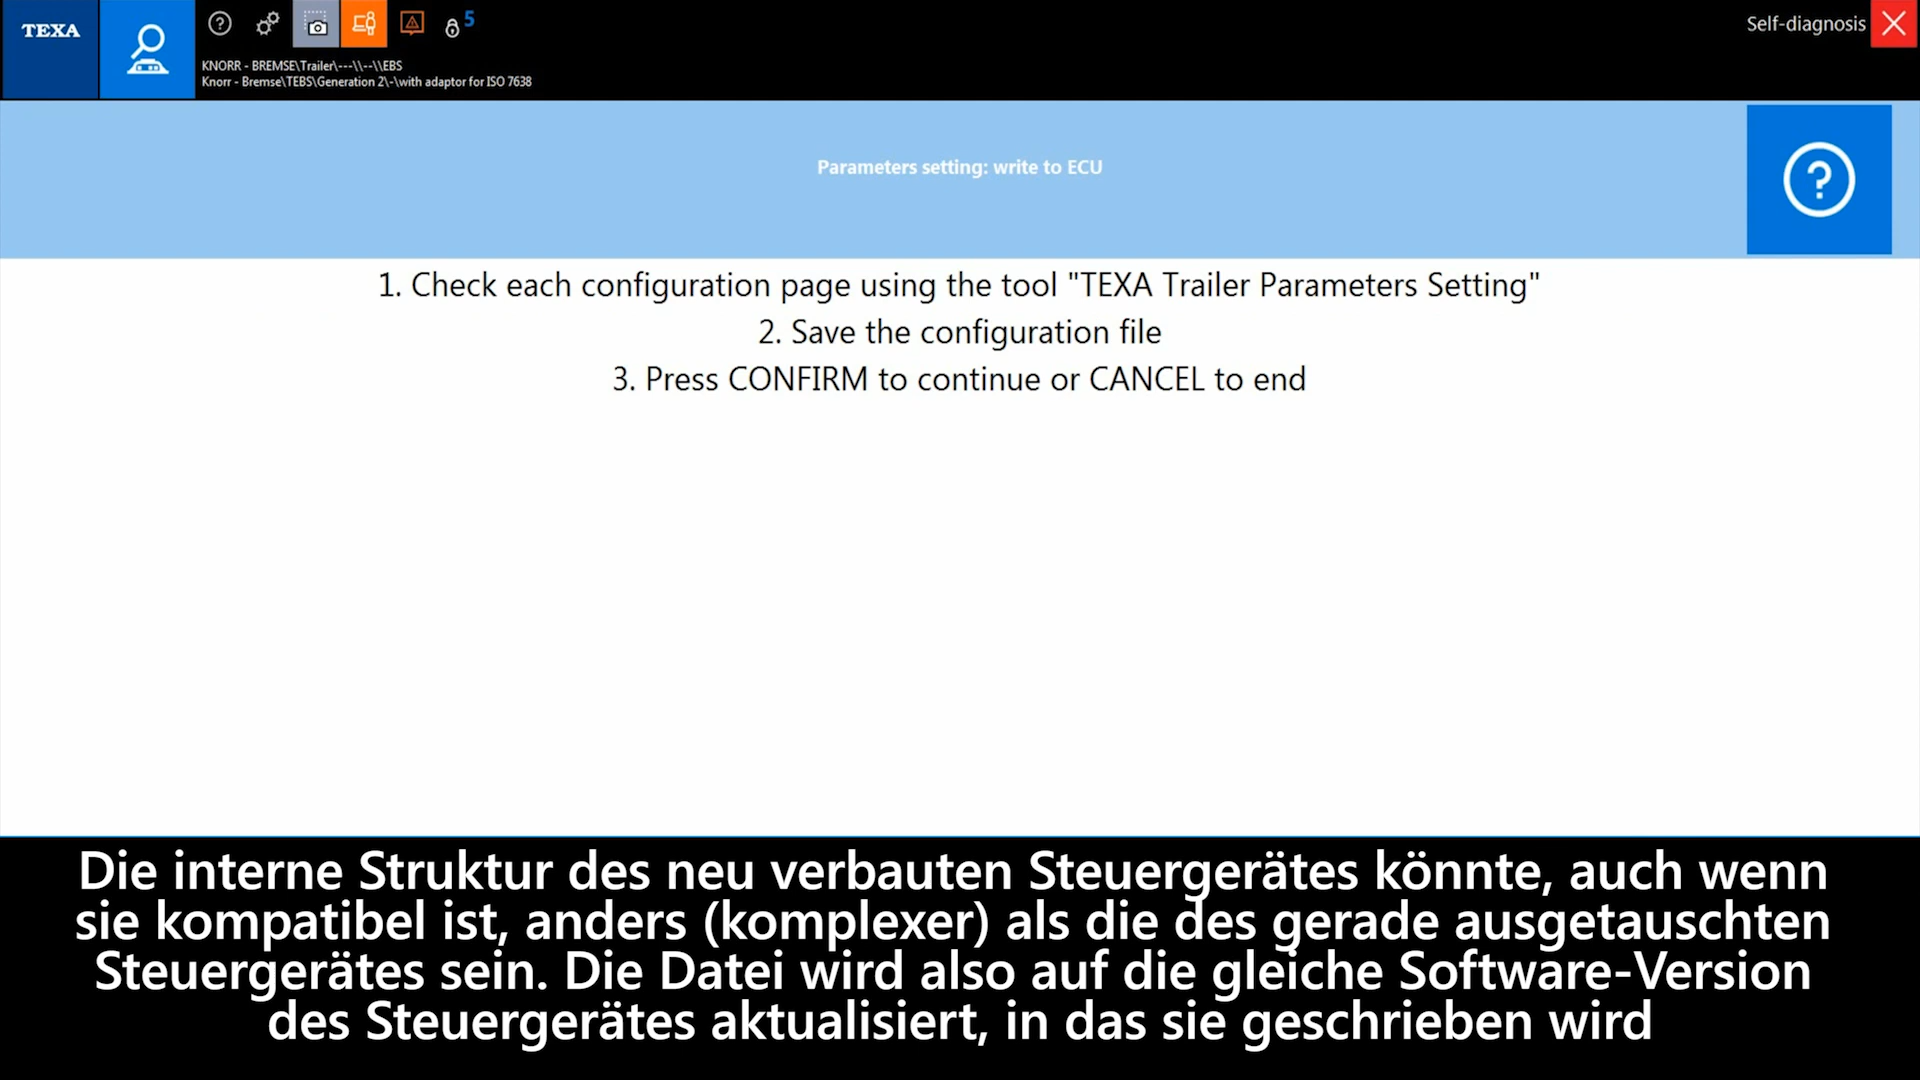 TEXA
5
Self-diagnosis
KNORR - BREMSE\Trailer\---\\--\\EBS
Knorr - Bremse\TEBS\Generation 2\-\with adaptor for ISO 7638
Parameters setting: write to ECU
1. Check each configuration page using the tool "TEXA Trailer Parameters Setting"
2. Save the configuration file
3. Press CONFIRM to continue or CANCEL to end
Die interne Struktur des neu verbauten Steuergerätes könnte, auch wenn
sie kompatibel ist, anders (komplexer) als die des gerade ausgetauschten
Steuergerätes sein. Die Datei wird also auf die gleiche Software-Version
des Steuergerätes aktualisiert, in das sie geschrieben wird